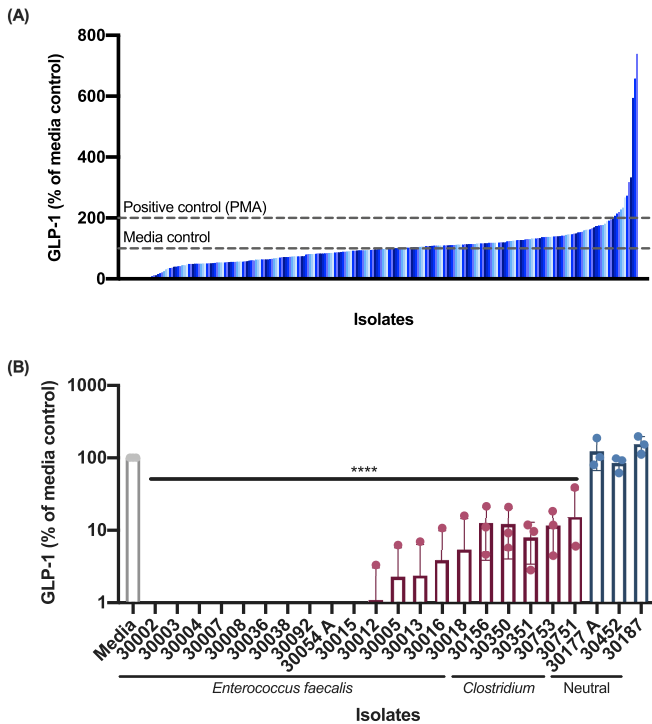 (A)
GLP-1 (% of media control)
800
600
400
200
0
Positive control (PMA)
Media control
Isolates
(B)
GLP-1 (% of media control)
1000
100
10
1
****
Media
30002
30003
30004
30007
30008
30036
30038
30092
30054 A
30015
30012
30005
30013
30016
30018
30156
30350
30351
30753
30751
30177 A
30452
30187
Enterococcus faecalis
Clostridium
Neutral
Isolates